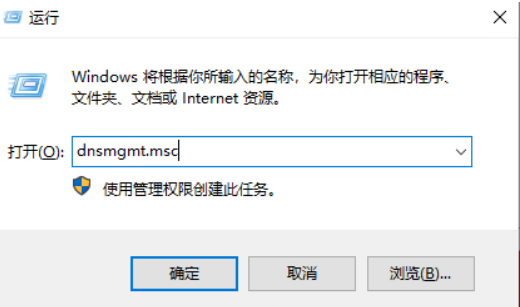 运行
Windows 将根据你所输入的名称，为你打开相应的程序、
文件夹、文档或 Internet 资源。
打开(O): dnsmgmt.msc
使用管理权限创建此任务。
确定 取消 浏览(B)...